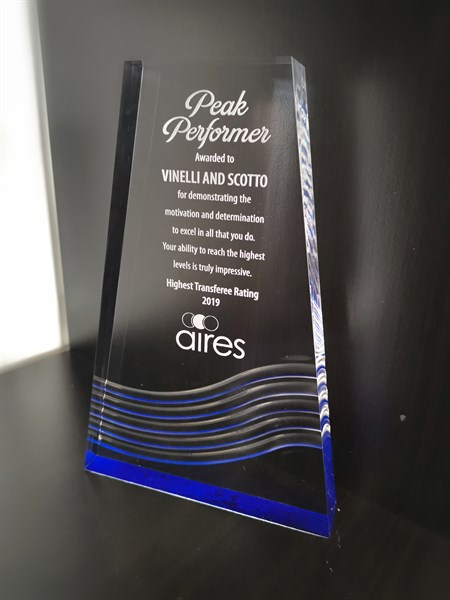 Peak
Performer
Awarded to
VINELLI AND SCOTTO
for demonstrating the
motivation and determination
to excel in all that you do.
Your ability to reach the highest
levels is truly impressive.
Highest Transferee Rating
2019
aires